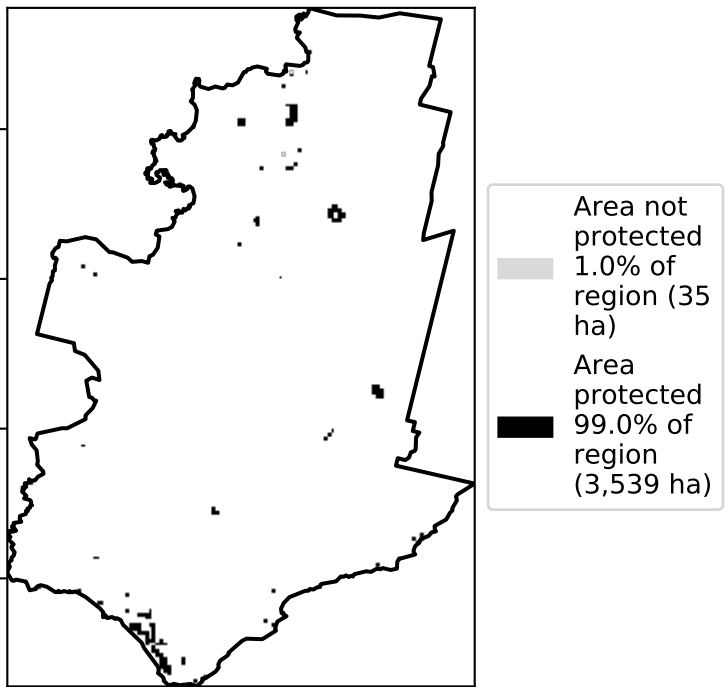 Area not
protected
1.0% of
region (35
ha)
Area
protected
99.0% of
region
(3,539 ha)